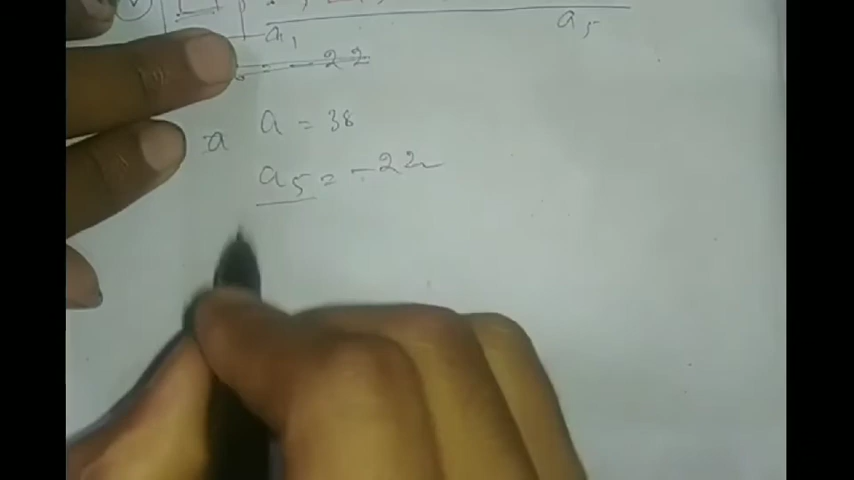 a₁ a₅
= - 22
a a = 38
a₅ = -22